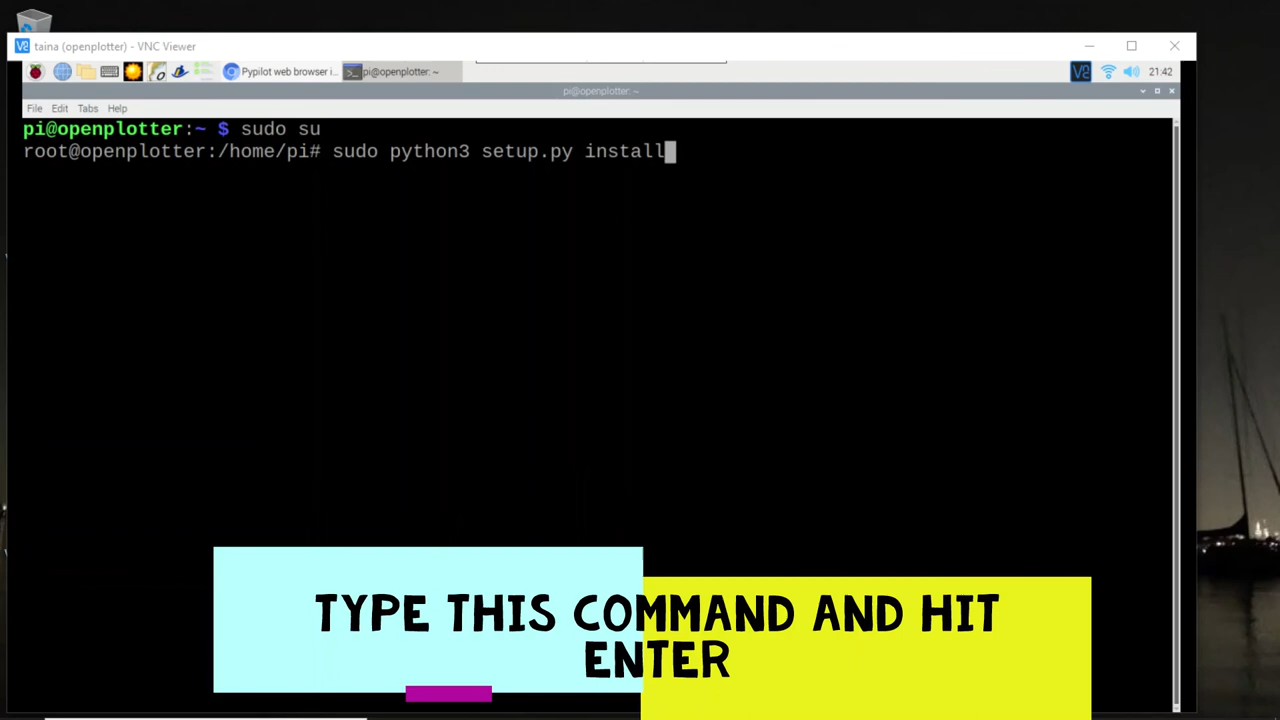 taina (openplotter) - VNC Viewer
Pypilot web browser i... pi@openplotter: ~ 21:42
pi@openplotter: ~
File Edit Tabs Help
pi@openplotter:~ $ sudo su
root@openplotter:/home/pi# sudo python3 setup.py install
TYPE THIS COMMAND AND HIT
ENTER